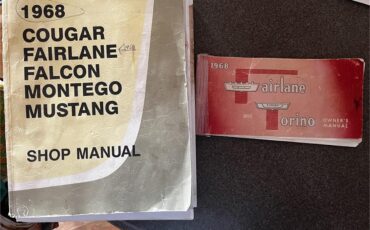 1968
COUGAR
FAIRLANE
FALCON
MONTEGO
MUSTANG
SHOP MANUAL
1968
Fairlane
Torino
OWNER'S
MANUAL